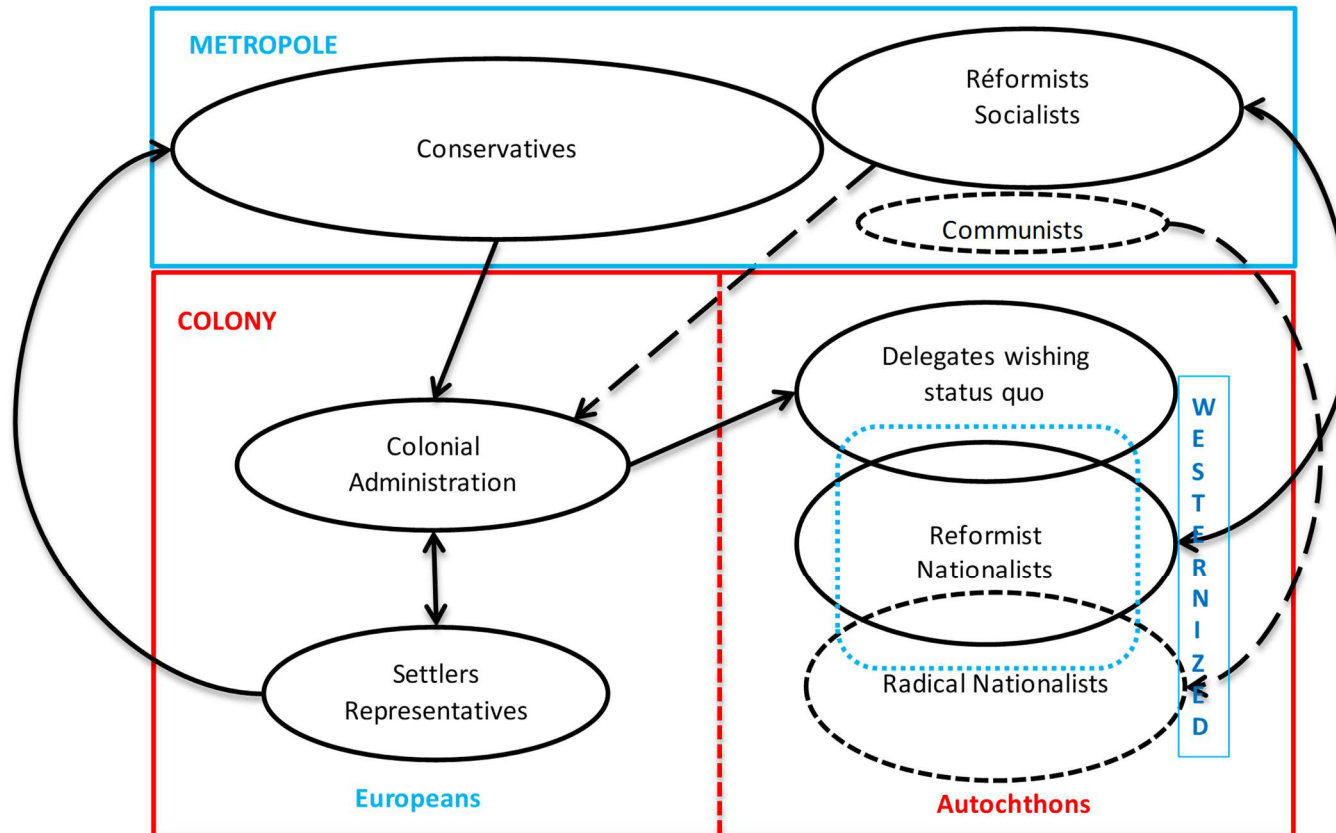 METROPOLE
Conservatives
Réformists
Socialists
Communists
COLONY
Colonial
Administration
Settlers
Representatives
Europeans
Delegates wishing
status quo
Reformist
Nationalists
Radical Nationalists
WESTERNIZED
Autochthons